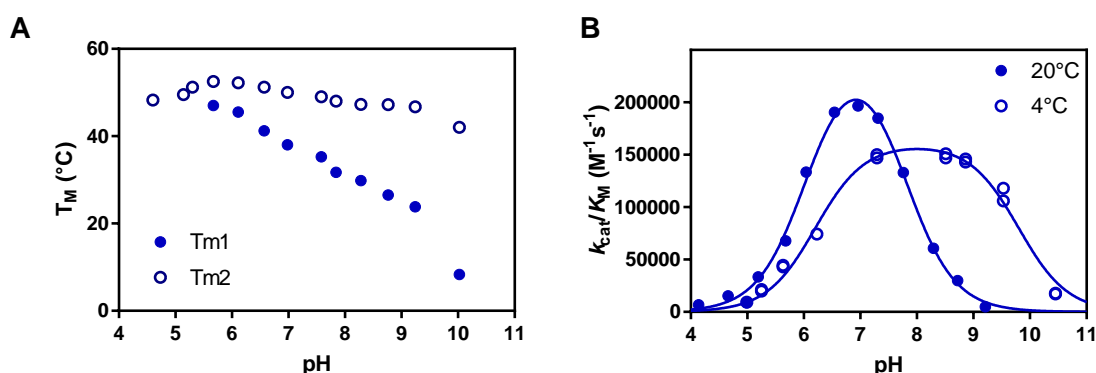 A
T_M (°C)
60
40
20
0
Tm1
Tm2
4 5 6 7 8 9 10 11
pH
B
k_cat/K_M (M⁻¹s⁻¹)
200000
150000
100000
50000
0
20°C
4°C
4 5 6 7 8 9 10 11
pH